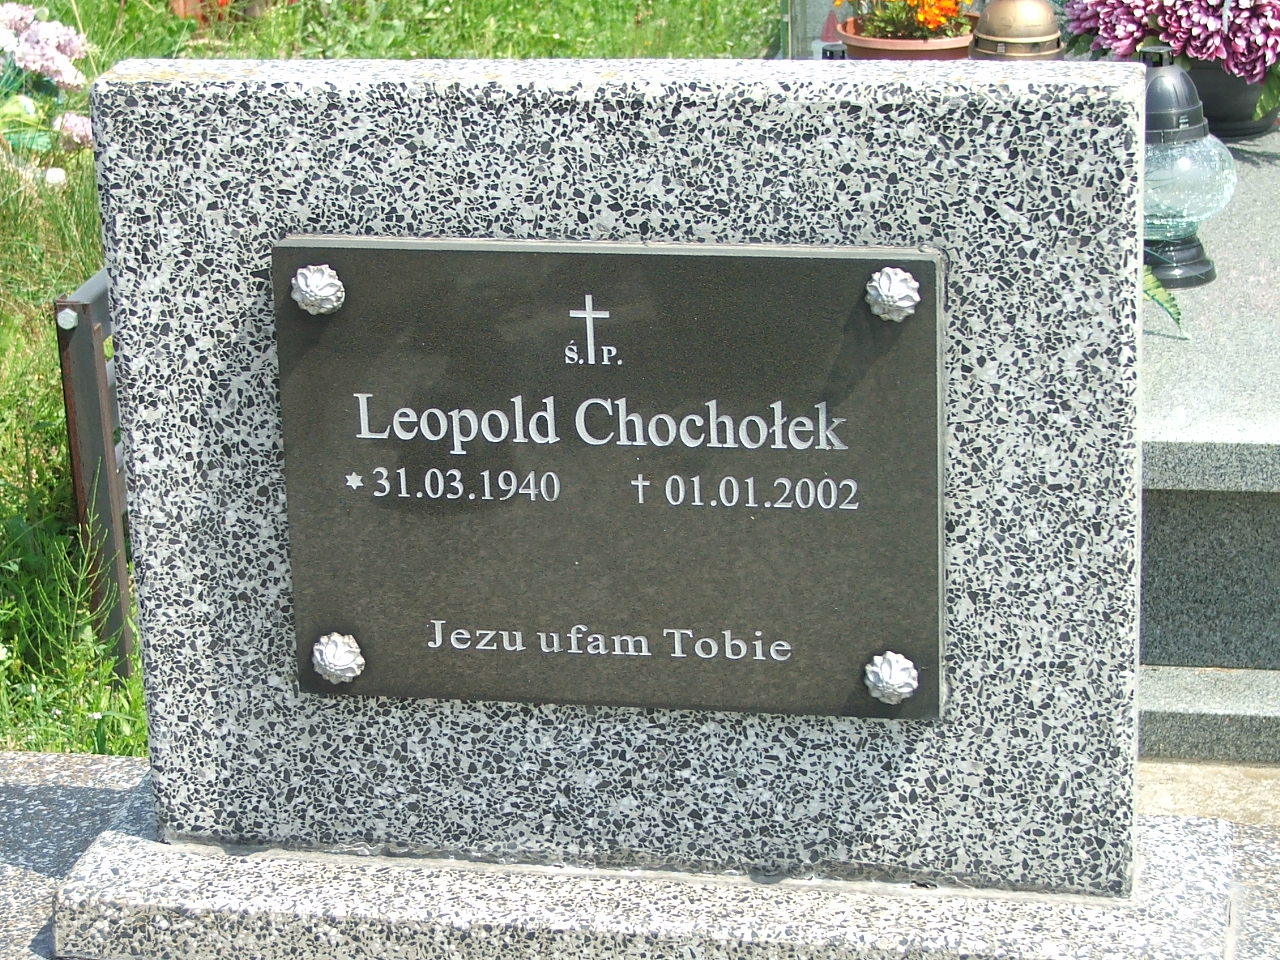 Ś. P.
Leopold Chochołek
* 31.03.1940 † 01.01.2002
Jezu ufam Tobie